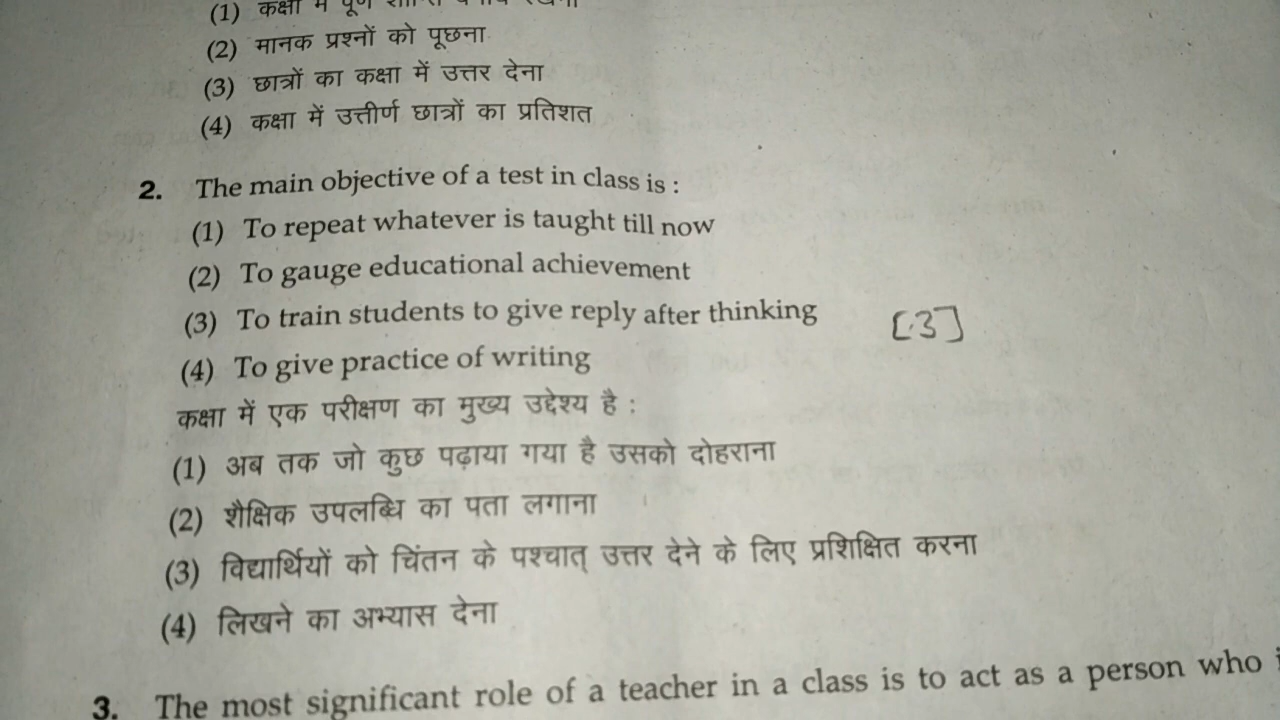 (1) कक्षा में पूर्ण
(2) मानक प्रश्नों को पूछना
(3) छात्रों का कक्षा में उत्तर देना
(4) कक्षा में उत्तीर्ण छात्रों का प्रतिशत
2. The main objective of a test in class is :
(1) To repeat whatever is taught till now
(2) To gauge educational achievement
(3) To train students to give reply after thinking
[3]
(4) To give practice of writing
कक्षा में एक परीक्षण का मुख्य उद्देश्य है :
(1) अब तक जो कुछ पढ़ाया गया है उसको दोहराना
(2) शैक्षिक उपलब्धि का पता लगाना
(3) विद्यार्थियों को चिंतन के पश्चात् उत्तर देने के लिए प्रशिक्षित करना
(4) लिखने का अभ्यास देना
3. The most significant role of a teacher in a class is to act as a person who